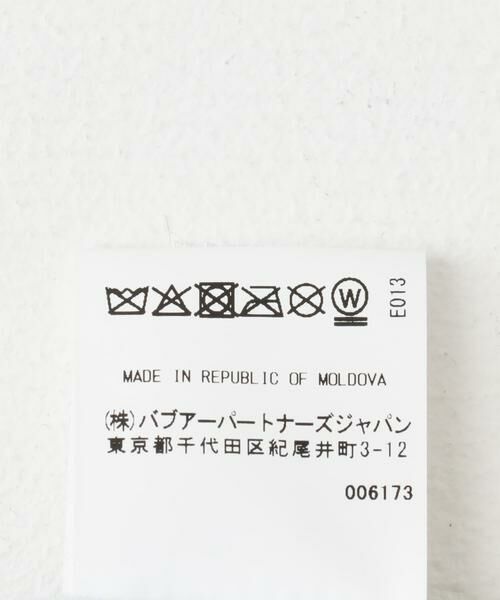 W
E013
MADE IN REPUBLIC OF MOLDOVA
(株)バブアーパートナーズジャパン
東京都千代田区紀尾井町3-12
006173